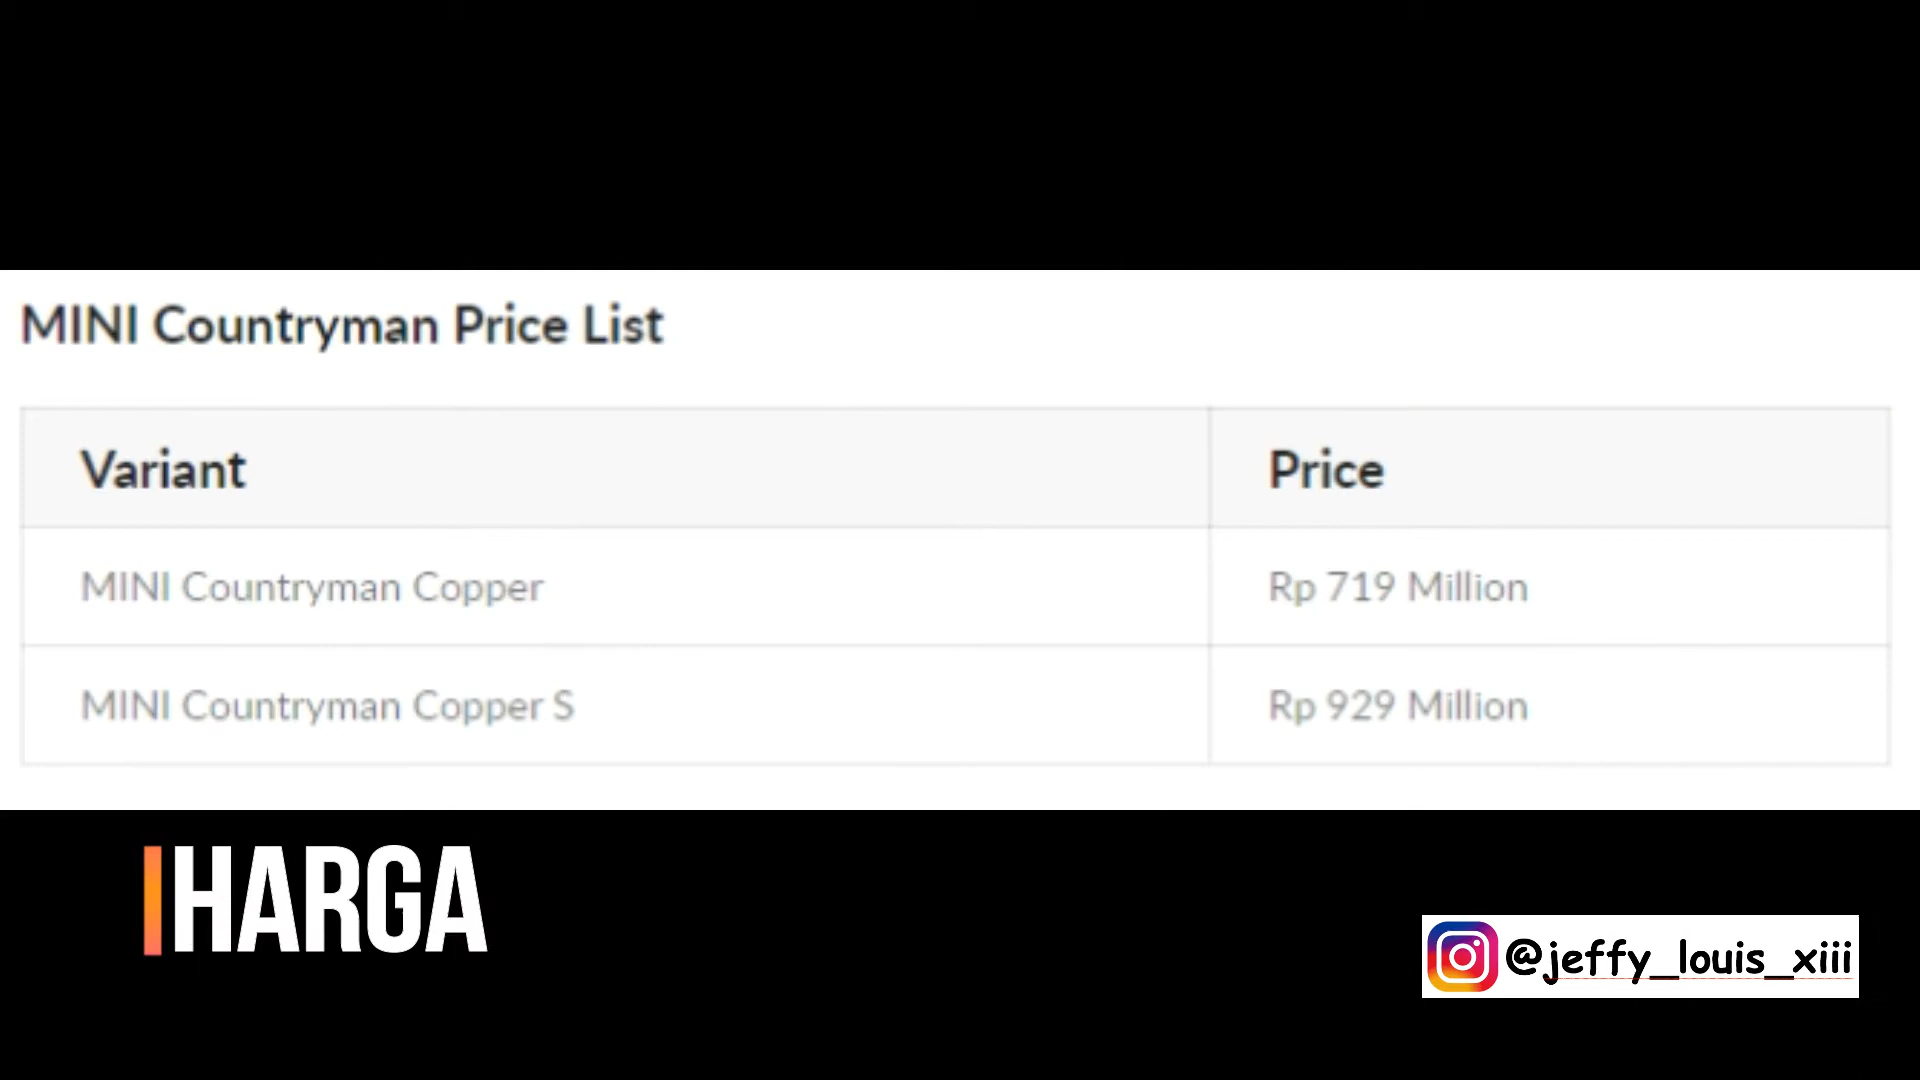 MINI Countryman Price List
Variant Price
MINI Countryman Copper Rp 719 Million
MINI Countryman Copper S Rp 929 Million
HARGA
@jeffy_louis_xiii